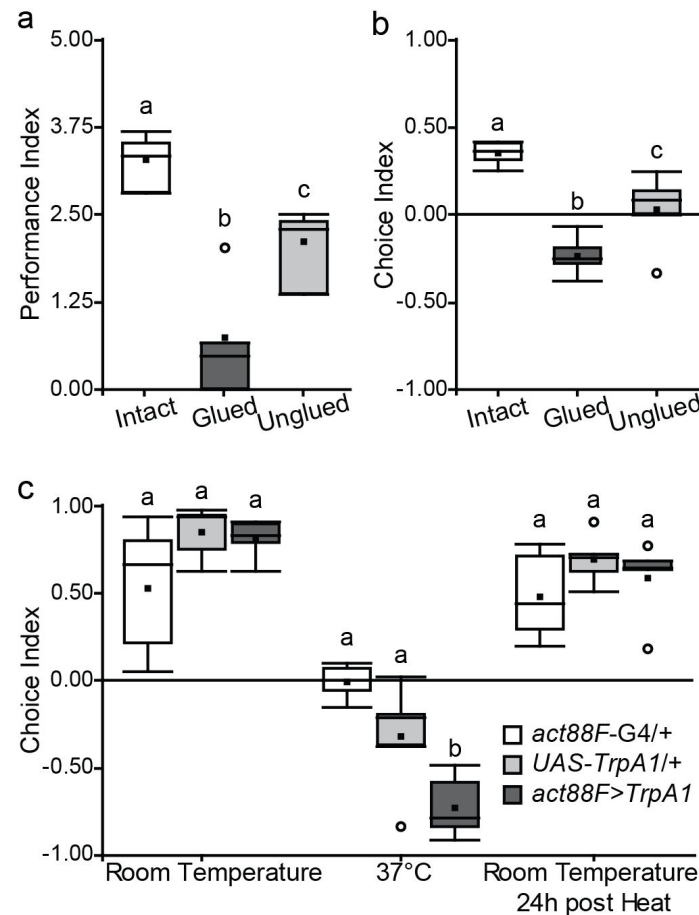 a
5.00
3.75
2.50
1.25
0.00
Performance Index
a
b
c
Intact Glued Unglued
b
1.00
0.50
0.00
-0.50
-1.00
Choice Index
a
b
c
Intact Glued Unglued
c
1.00
0.50
0.00
-0.50
-1.00
Choice Index
a a a
a a b
a a a
act88F-G4/+
UAS-TrpA1/+
act88F>TrpA1
Room Temperature 37°C Room Temperature
24h post Heat